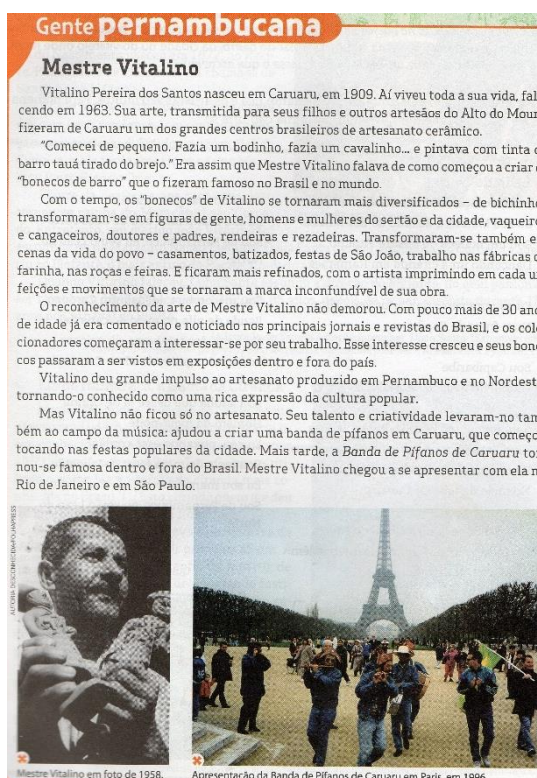 Gente pernambucana
Mestre Vitalino
Vitalino Pereira dos Santos nasceu em Caruaru, em 1909. Aí viveu toda a sua vida, fal
cendo em 1963. Sua arte, transmitida para seus filhos e outros artesãos do Alto do Mour
fizeram de Caruaru um dos grandes centros brasileiros de artesanato cerâmico.
"Comecei de pequeno. Fazia um bodinho, fazia um cavalinho... e pintava com tinta d
barro tauá tirado do brejo." Era assim que Mestre Vitalino falava de como começou a criar o
"bonecos de barro" que o fizeram famoso no Brasil e no mundo.
Com o tempo, os "bonecos" de Vitalino se tornaram mais diversificados – de bichinho
transformaram-se em figuras de gente, homens e mulheres do sertão e da cidade, vaqueiro
e cangaceiros, doutores e padres, rendeiras e rezadeiras. Transformaram-se também e
cenas da vida do povo – casamentos, batizados, festas de São João, trabalho nas fábricas d
farinha, nas roças e feiras. E ficaram mais refinados, com o artista imprimindo em cada u
feições e movimentos que se tornaram a marca inconfundível de sua obra.
O reconhecimento da arte de Mestre Vitalino não demorou. Com pouco mais de 30 ano
de idade já era comentado e noticiado nos principais jornais e revistas do Brasil, e os cole
cionadores começaram a interessar-se por seu trabalho. Esse interesse cresceu e seus bone
cos passaram a ser vistos em exposições dentro e fora do país.
Vitalino deu grande impulso ao artesanato produzido em Pernambuco e no Nordest
tornando-o conhecido como uma rica expressão da cultura popular.
Mas Vitalino não ficou só no artesanato. Seu talento e criatividade levaram-no tam
bém ao campo da música: ajudou a criar uma banda de pífanos em Caruaru, que começo
tocando nas festas populares da cidade. Mais tarde, a Banda de Pífanos de Caruaru tor
nou-se famosa dentro e fora do Brasil. Mestre Vitalino chegou a se apresentar com ela n
Rio de Janeiro e em São Paulo.
AUTORIA DESCONHECIDA/FOLHAPRESS
Mestre Vitalino em foto de 1958.
Apresentação da Banda de Pífanos de Caruaru em Paris, em 1996.